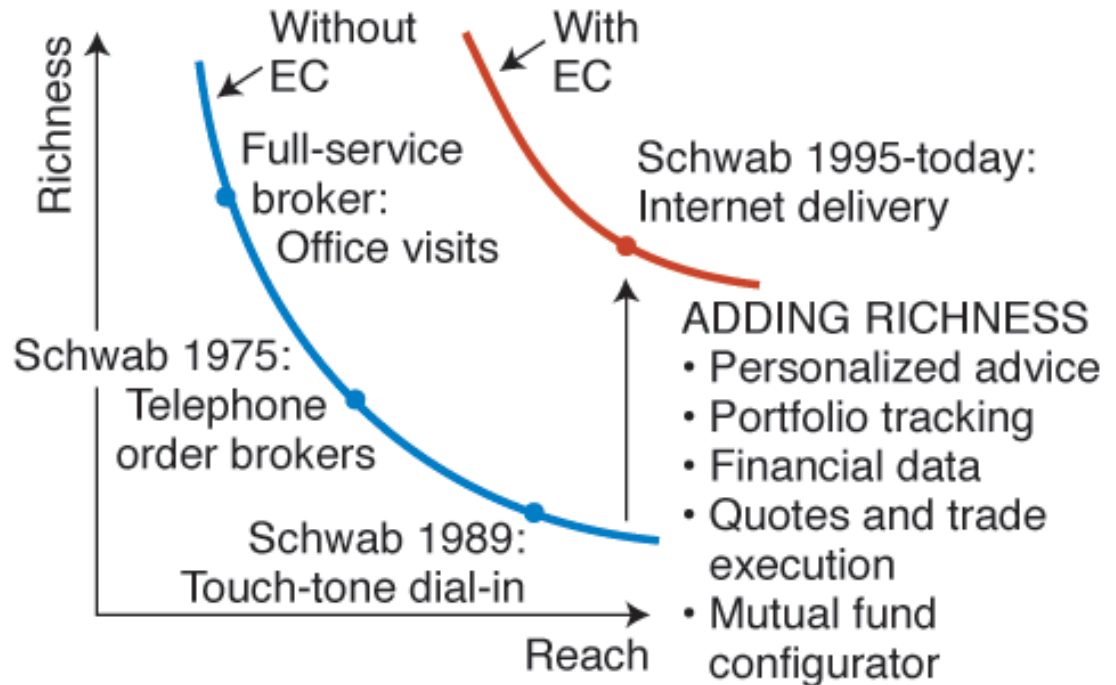 Without
EC
With
EC
Richness
Full-service
broker:
Office visits
Schwab 1995-today:
Internet delivery
Schwab 1975:
Telephone
order brokers
Schwab 1989:
Touch-tone dial-in
Reach
ADDING RICHNESS
• Personalized advice
• Portfolio tracking
• Financial data
• Quotes and trade
execution
• Mutual fund
configurator